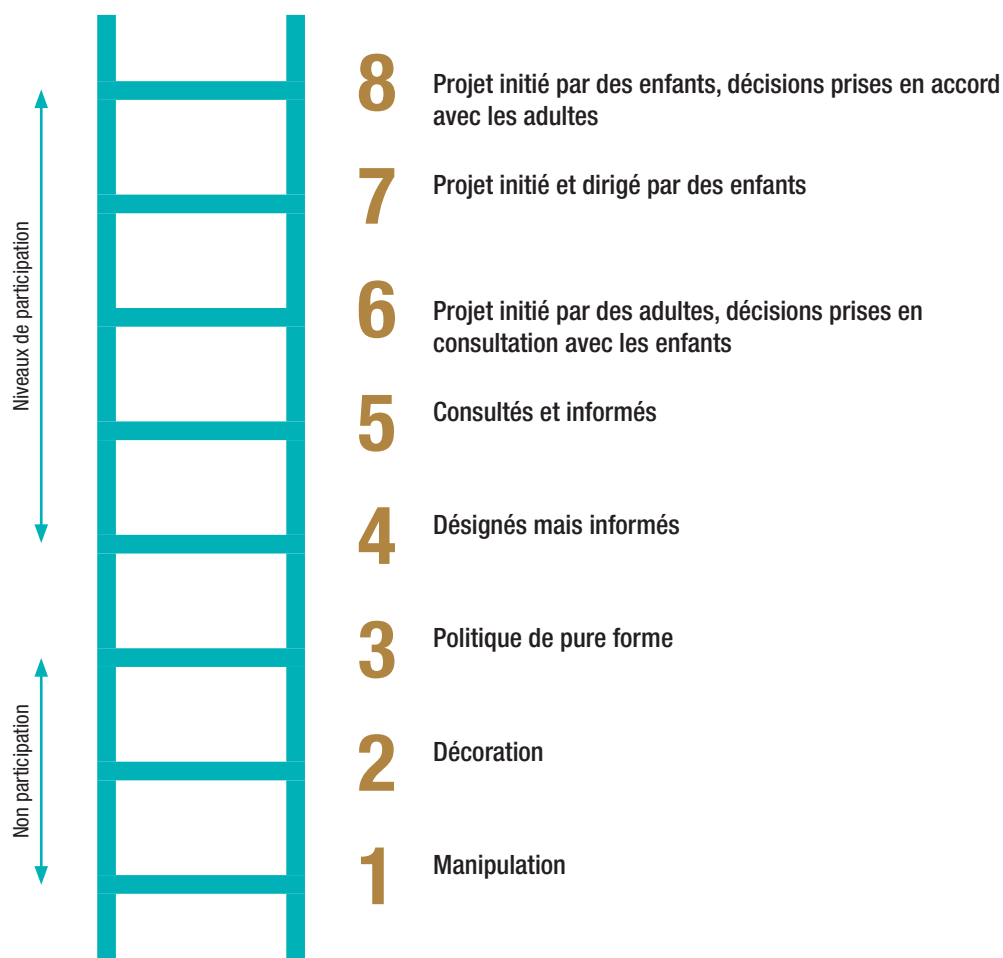 8
Projet initié par des enfants, décisions prises en accord
avec les adultes
7
Projet initié et dirigé par des enfants
6
Projet initié par des adultes, décisions prises en
consultation avec les enfants
5
Consultés et informés
4
Désignés mais informés
3
Politique de pure forme
2
Décoration
1
Manipulation
Niveaux de participation
Non participation